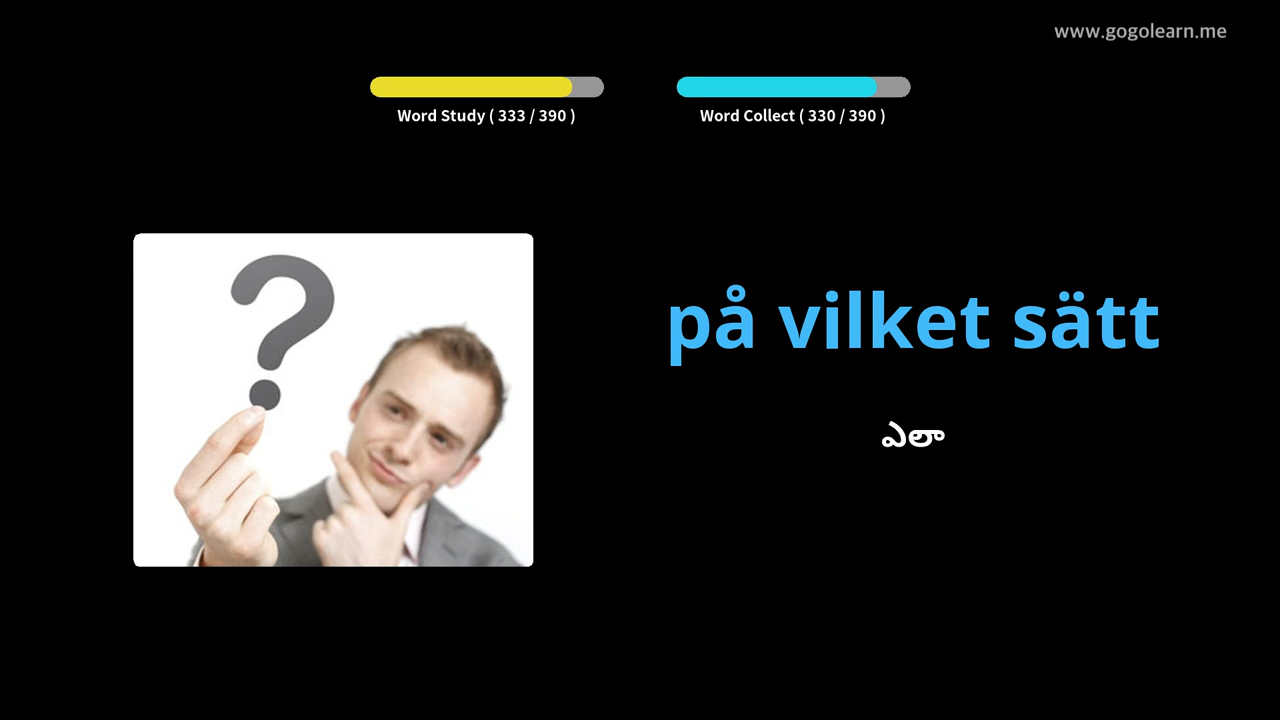 www.gogolearn.me
Word Study ( 333 / 390 )
Word Collect ( 330 / 390 )
på vilket sätt
ఎలా